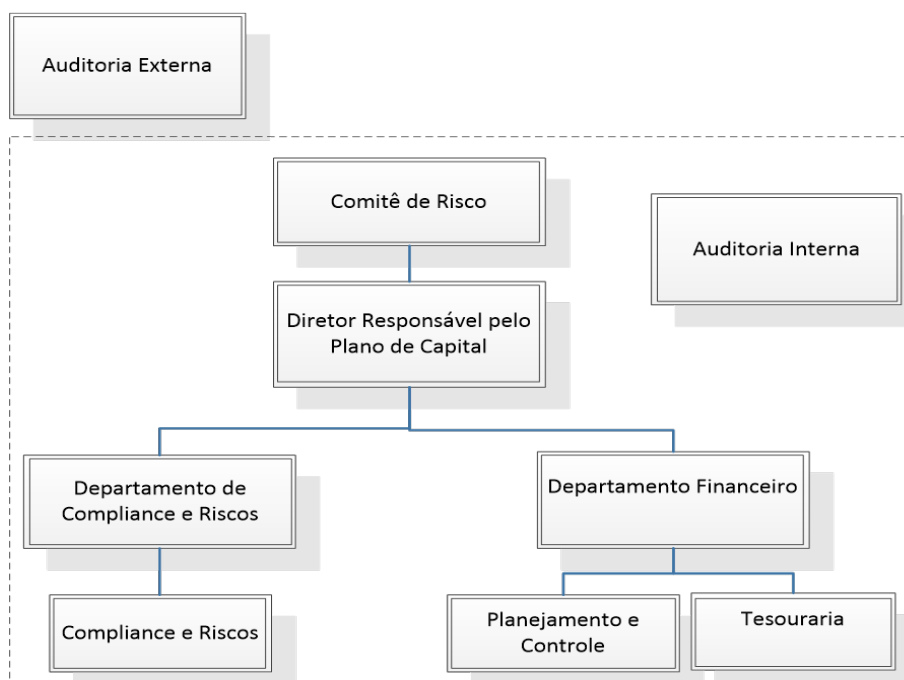 Auditoria Externa
Comitê de Risco
Auditoria Interna
Diretor Responsável pelo
Plano de Capital
Departamento de
Compliance e Riscos
Departamento Financeiro
Compliance e Riscos
Planejamento e
Controle
Tesouraria